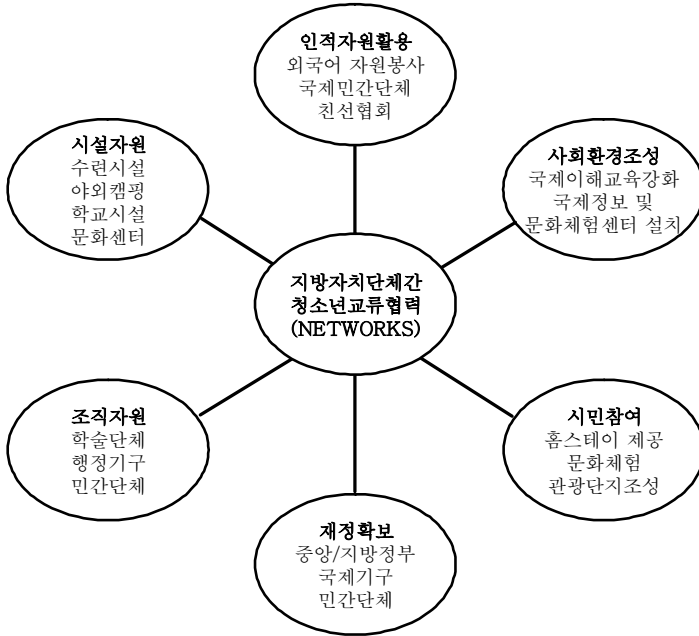 인적자원활용
외국어 자원봉사
국제민간단체
친선협회
시설자원
수련시설
야외캠핑
학교시설
문화센터
사회환경조성
국제이해교육강화
국제정보 및
문화체험센터 설치
지방자치단체간
청소년교류협력
(NETWORKS)
조직자원
학술단체
행정기구
민간단체
시민참여
홈스테이 제공
문화체험
관광단지조성
재정확보
중앙/지방정부
국제기구
민간단체